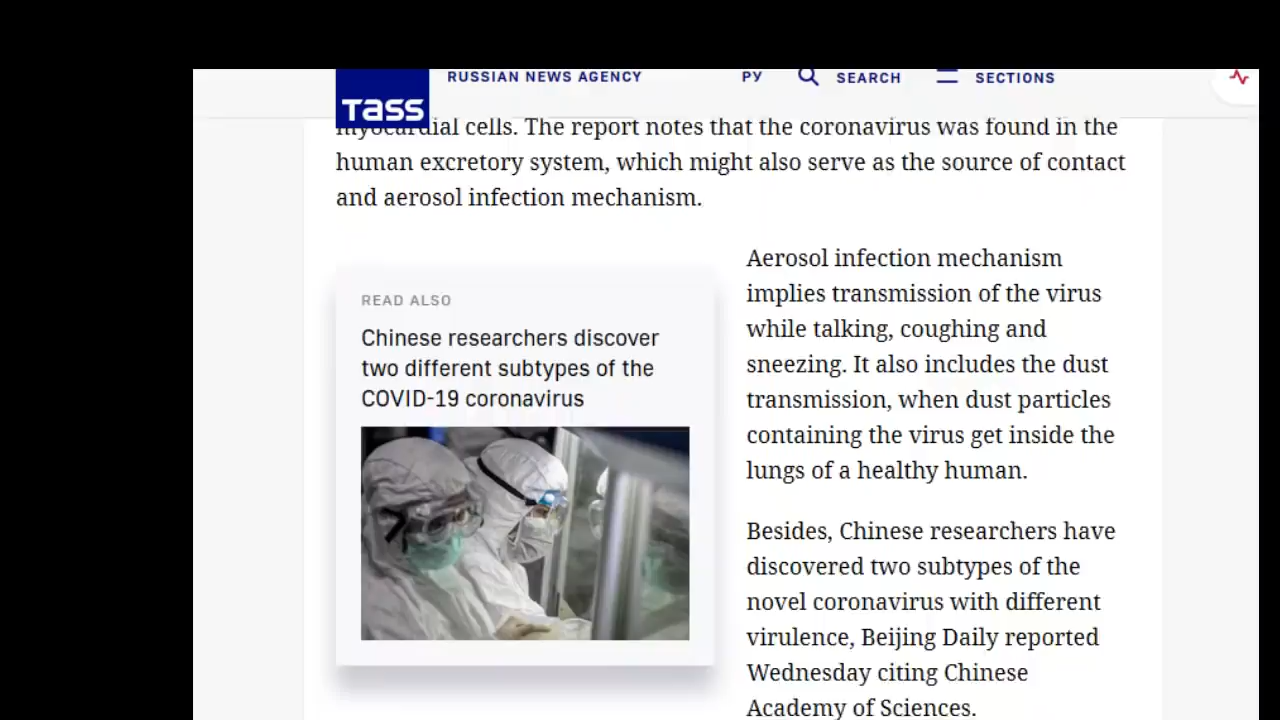 RUSSIAN NEWS AGENCY
РУ
SEARCH
SECTIONS
TASS
myocardial cells. The report notes that the coronavirus was found in the
human excretory system, which might also serve as the source of contact
and aerosol infection mechanism.
READ ALSO
Chinese researchers discover
two different subtypes of the
COVID-19 coronavirus
Aerosol infection mechanism
implies transmission of the virus
while talking, coughing and
sneezing. It also includes the dust
transmission, when dust particles
containing the virus get inside the
lungs of a healthy human.
Besides, Chinese researchers have
discovered two subtypes of the
novel coronavirus with different
virulence, Beijing Daily reported
Wednesday citing Chinese
Academy of Sciences.